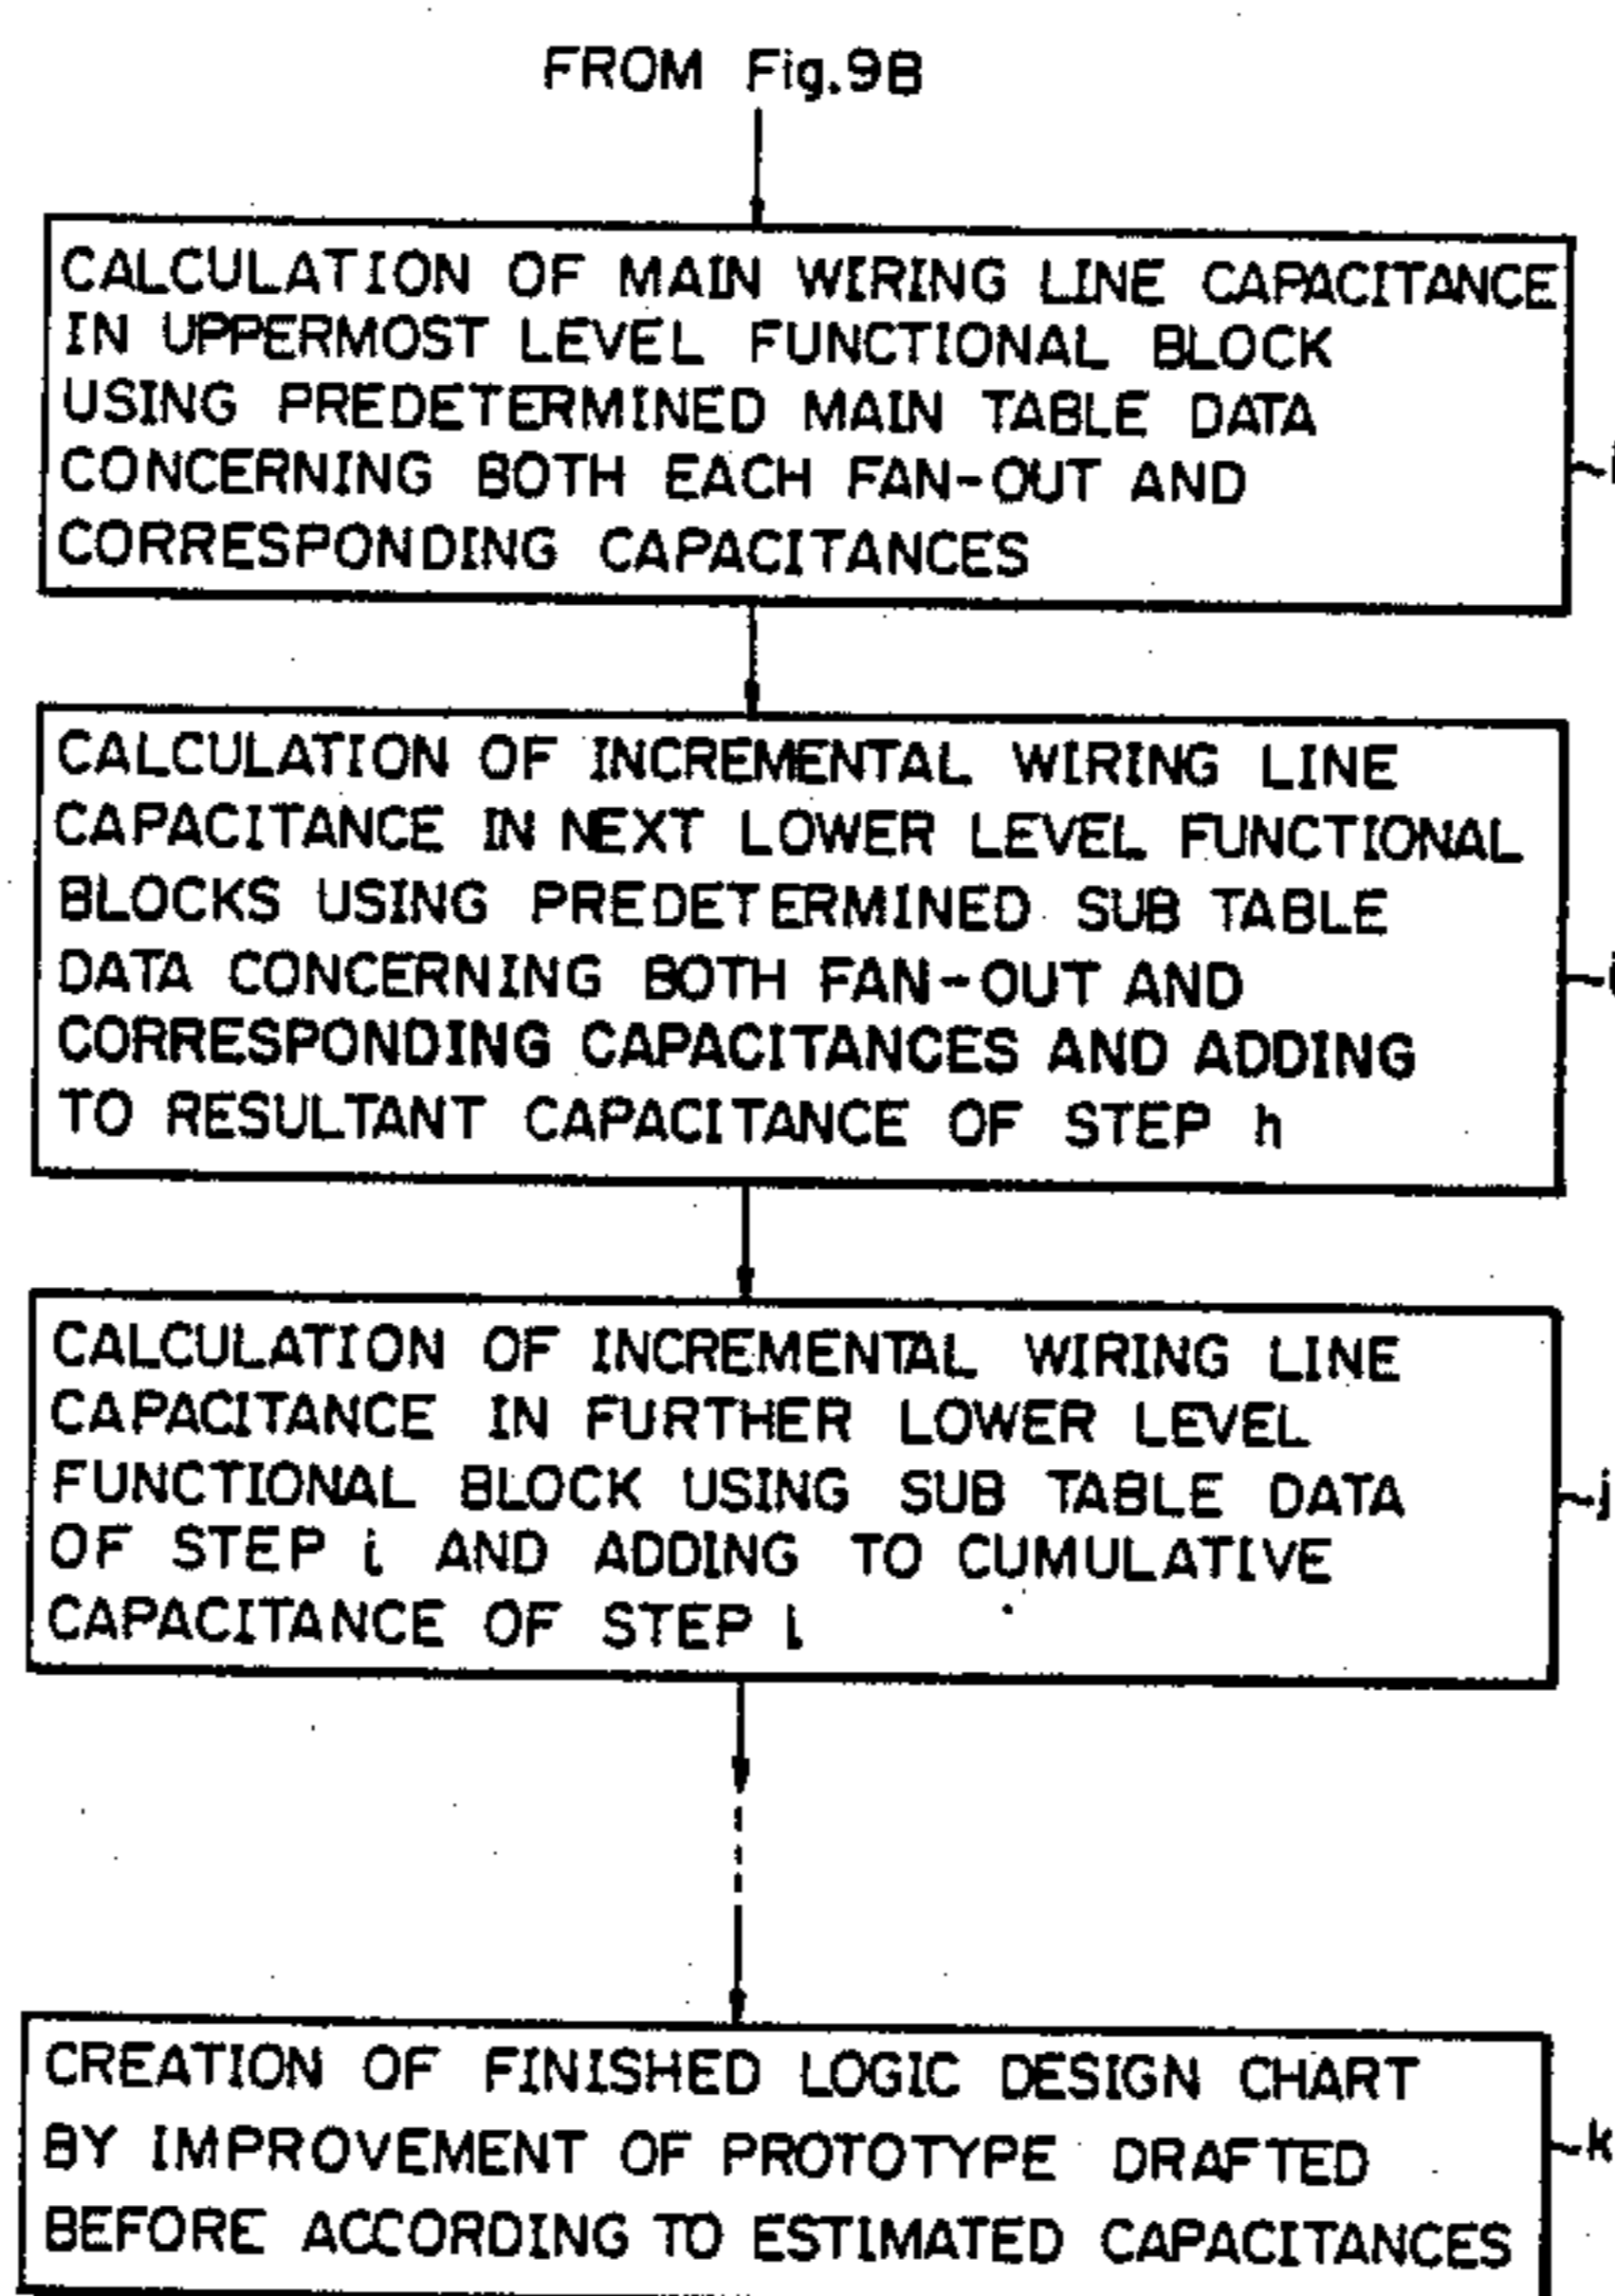 FROM Fig.9B
CALCULATION OF MAIN WIRING LINE CAPACITANCE
IN UPPERMOST LEVEL FUNCTIONAL BLOCK
USING PREDETERMINED MAIN TABLE DATA
CONCERNING BOTH EACH FAN-OUT AND
CORRESPONDING CAPACITANCES
CALCULATION OF INCREMENTAL WIRING LINE
CAPACITANCE IN NEXT LOWER LEVEL FUNCTIONAL
BLOCKS USING PREDETERMINED SUB TABLE
DATA CONCERNING BOTH FAN-OUT AND
CORRESPONDING CAPACITANCES AND ADDING
TO RESULTANT CAPACITANCE OF STEP h
CALCULATION OF INCREMENTAL WIRING LINE
CAPACITANCE IN FURTHER LOWER LEVEL
FUNCTIONAL BLOCK USING SUB TABLE DATA
OF STEP i AND ADDING TO CUMULATIVE
CAPACITANCE OF STEP i
j
CREATION OF FINISHED LOGIC DESIGN CHART
BY IMPROVEMENT OF PROTOTYPE DRAFTED
BEFORE ACCORDING TO ESTIMATED CAPACITANCES
k